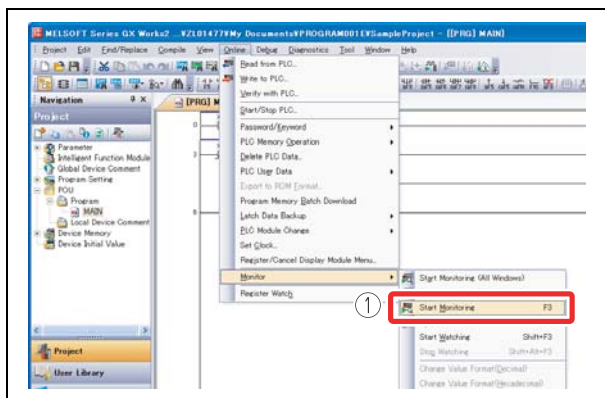 MELSOFT Series GX Works2 ...¥ZL01477¥My Documents¥PROGRAM001¥SampleProject - [[PRG] MAIN]
Project Edit Find/Replace Compile View Online Debug Diagnostics Tool Window Help
Navigation
Project
Parameter
Intelligent Function Module
Global Device Comment
Program Setting
POU
Program
MAIN
Local Device Comment
Device Memory
Device Initial Value
Project
User Library
[PRG] M
0
3
6
Read from PLC...
Write to PLC...
Verify with PLC...
Start/Stop PLC...
Password/Keyword
PLC Memory Operation
Delete PLC Data...
PLC User Data
Export to ROM Format...
Program Memory Batch Download
Latch Data Backup
PLC Module Change
Set Clock...
Register/Cancel Display Module Menu...
Monitor
Register Watch
Start Monitoring (All Windows)
1
Start Monitoring F3
Start Watching Shift+F3
Stop Watching Shift+Alt+F3
Change Value Format(Decimal)
Change Value Format(Hexadecimal)